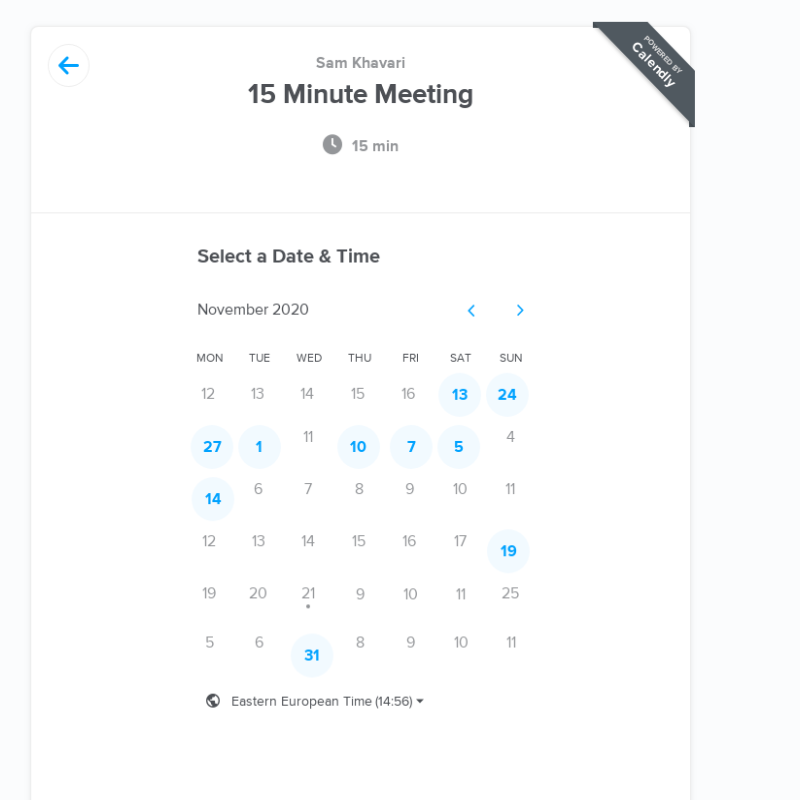 Sam Khavari
POWERED BY
Calendly
15 Minute Meeting
15 min
Select a Date & Time
November 2020
MON TUE WED THU FRI SAT SUN
12 13 14 15 16 13 24
27 1 11 10 7 5 4
14 6 7 8 9 10 11
12 13 14 15 16 17 19
19 20 21 9 10 11 25
5 6 31 8 9 10 11
Eastern European Time (14:56)